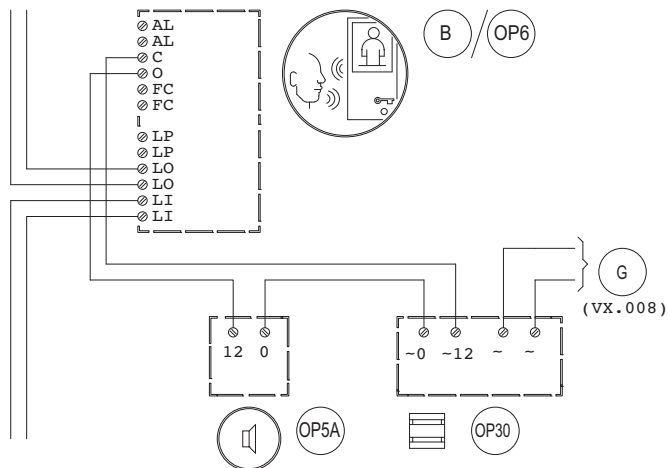 AL
AL
C
O
FC
FC
LP
LP
LO
LO
LI
LI
B / OP6
G
(VX.008)
12 0
~0 ~12 ~ ~
OP5A
OP30